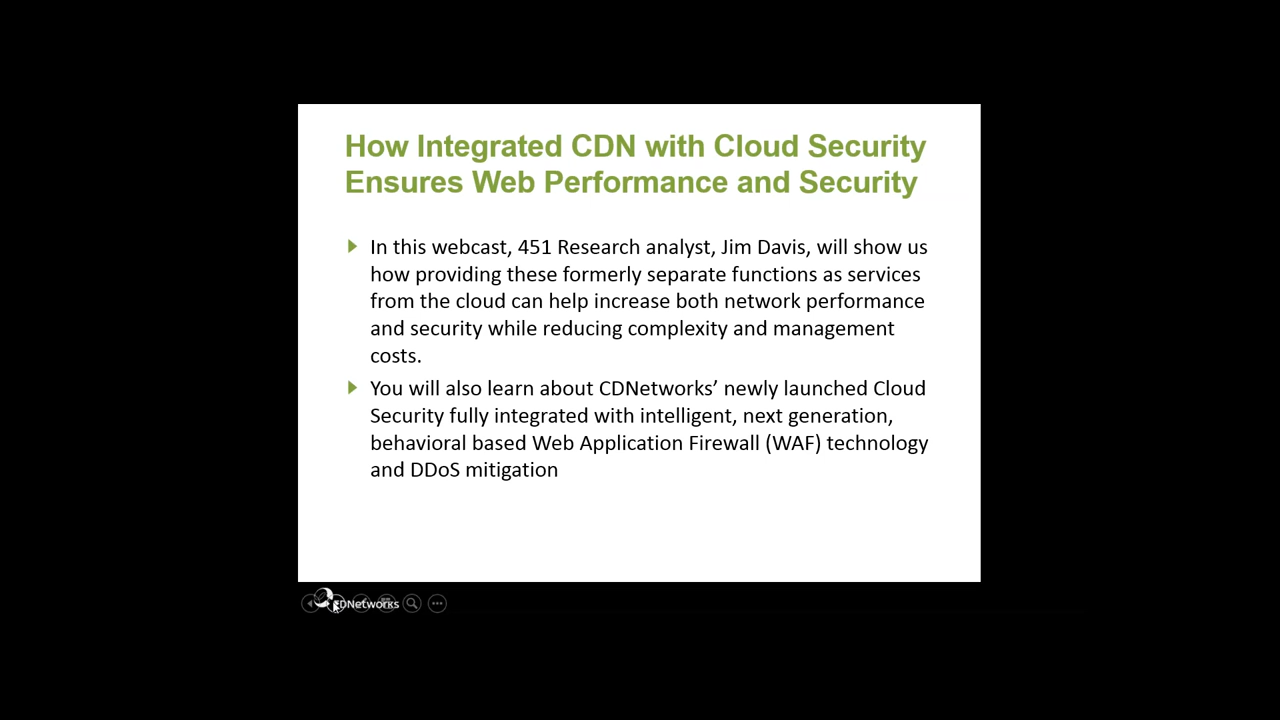 How Integrated CDN with Cloud Security
Ensures Web Performance and Security
In this webcast, 451 Research analyst, Jim Davis, will show us
how providing these formerly separate functions as services
from the cloud can help increase both network performance
and security while reducing complexity and management
costs.
You will also learn about CDNetworks’ newly launched Cloud
Security fully integrated with intelligent, next generation,
behavioral based Web Application Firewall (WAF) technology
and DDoS mitigation
CDNetworks